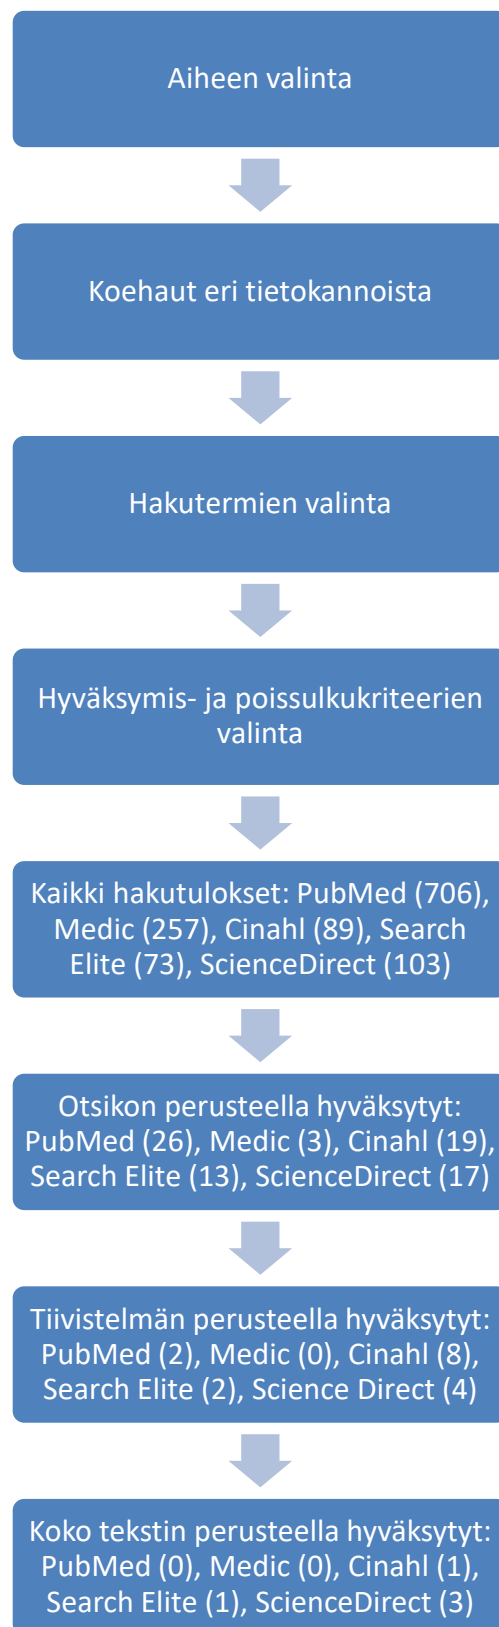 Aiheen valinta
Koehaut eri tietokannoista
Hakutermien valinta
Hyväksymis- ja poissulkukriteerien
valinta
Kaikki hakutulokset: PubMed (706),
Medic (257), Cinahl (89), Search
Elite (73), ScienceDirect (103)
Otsikon perusteella hyväksytyt:
PubMed (26), Medic (3), Cinahl (19),
Search Elite (13), ScienceDirect (17)
Tiivistelmän perusteella hyväksytyt:
PubMed (2), Medic (0), Cinahl (8),
Search Elite (2), Science Direct (4)
Koko tekstin perusteella hyväksytyt:
PubMed (0), Medic (0), Cinahl (1),
Search Elite (1), ScienceDirect (3)